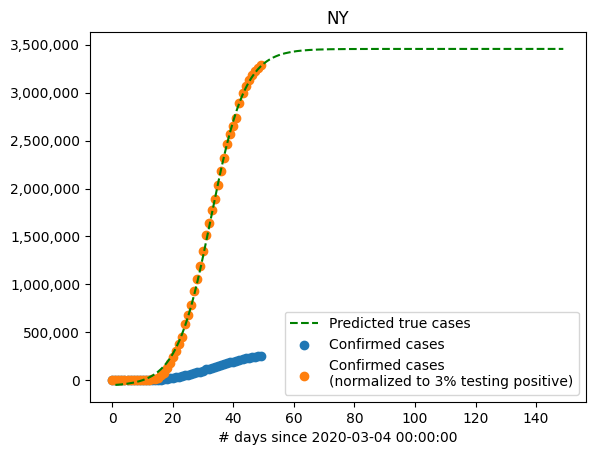 NY
3,500,000
3,000,000
2,500,000
2,000,000
1,500,000
1,000,000
500,000
0
Predicted true cases
Confirmed cases
Confirmed cases
(normalized to 3% testing positive)
0 20 40 60 80 100 120 140
# days since 2020-03-04 00:00:00